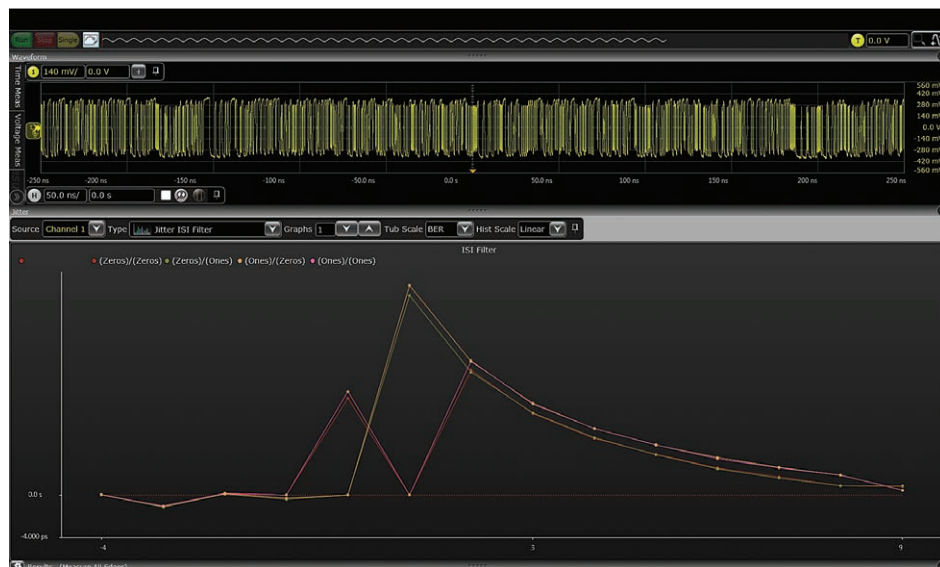 Run Stop Single T 0.0 V
Waveform
1 140 mV/ 0.0 V
Time Meas
Voltage Meas
560 mV
420 mV
280 mV
140 mV
0.0 V
-140 mV
-280 mV
-420 mV
-560 mV
-250 ns -200 ns -150 ns -100 ns -50.0 ns 0.0 s 50.0 ns 100 ns 150 ns 200 ns 250 ns
H 50.0 ns/ 0.0 s
Jitter
Source Channel 1 Type Jitter ISI Filter Graphs 1 Tub Scale BER Hist Scale Linear
ISI Filter
(Zeros)/(Zeros) (Zeros)/(Ones) (Ones)/(Zeros) (Ones)/(Ones)
0.0 s
-4.000 ps
-4 3 9
Results (Measure All Edges)